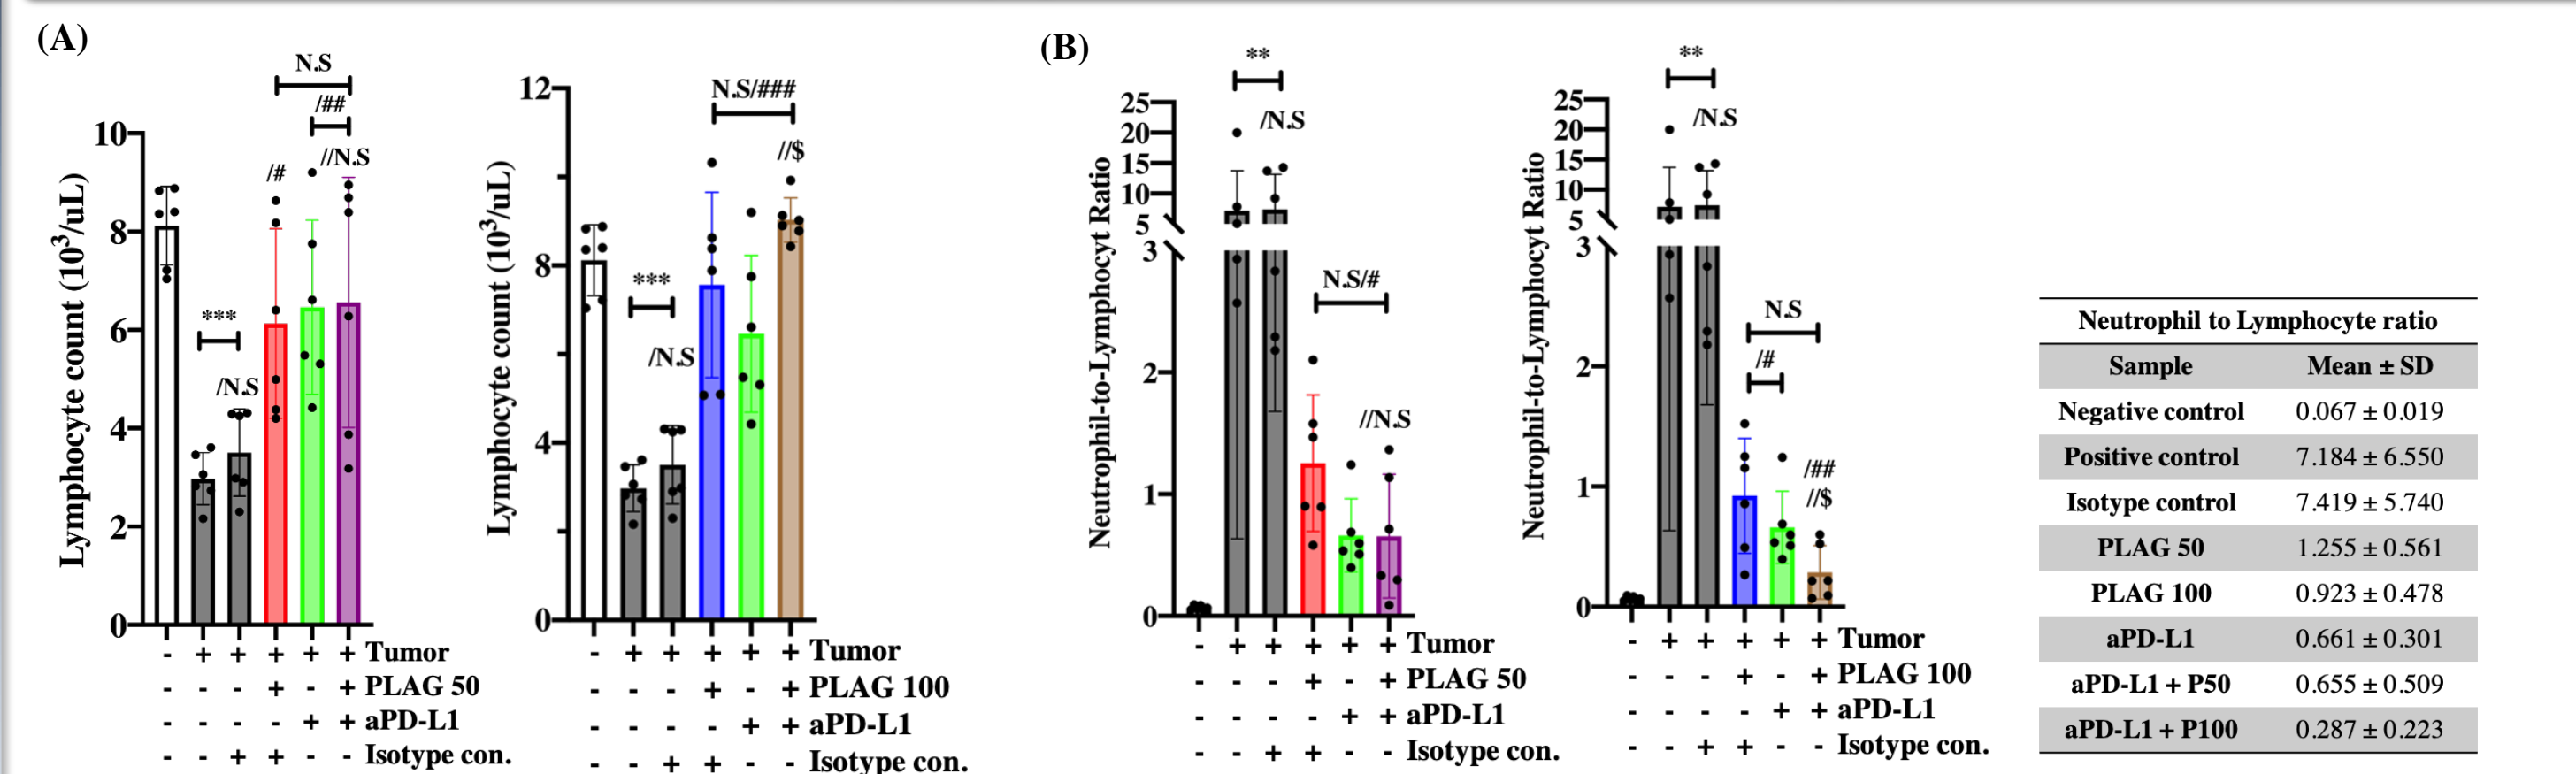 (A)
N.S
/##
//N.S
/#
***
/N.S
Lymphocyte count (10³/uL)
10
8
6
4
2
0
- + + + + + Tumor
- - - + - + PLAG 50
- - - - + + aPD-L1
- - + + - - Isotype con.
N.S/###
//$
***
/N.S
Lymphocyte count (10³/uL)
12
8
4
0
- + + + + + Tumor
- - - + - + PLAG 100
- - - - + + aPD-L1
- - + + - - Isotype con.
(B)
**
/N.S
N.S/#
//N.S
Neutrophil-to-Lymphocyt Ratio
25
20
15
10
5
3
2
1
0
- + + + + + Tumor
- - - + - + PLAG 50
- - - - + + aPD-L1
- - + + - - Isotype con.
**
/N.S
N.S
/#
/##
//$
Neutrophil-to-Lymphocyt Ratio
25
20
15
10
5
3
2
1
0
- + + + + + Tumor
- - - + - + PLAG 100
- - - - + + aPD-L1
- - + + - - Isotype con.
Neutrophil to Lymphocyte ratio
Sample Mean ± SD
Negative control 0.067 ± 0.019
Positive control 7.184 ± 6.550
Isotype control 7.419 ± 5.740
PLAG 50 1.255 ± 0.561
PLAG 100 0.923 ± 0.478
aPD-L1 0.661 ± 0.301
aPD-L1 + P50 0.655 ± 0.509
aPD-L1 + P100 0.287 ± 0.223